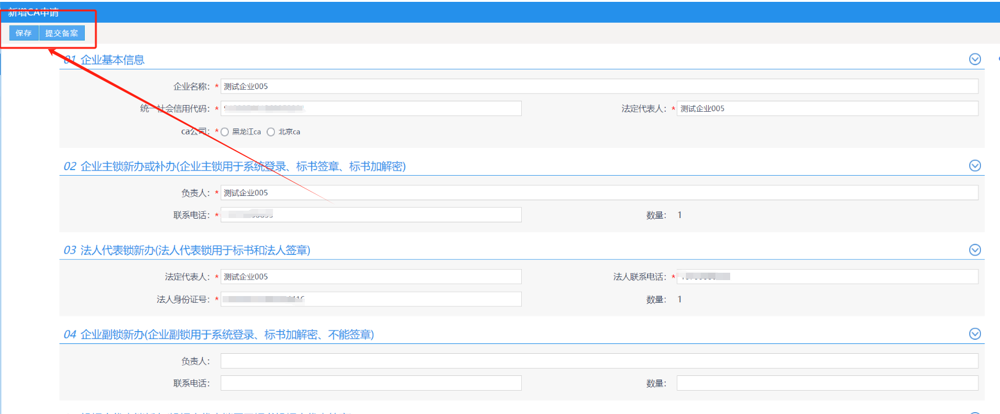 新增CA申请
保存 提交备案
01 企业基本信息
企业名称: * 测试企业005
统一社会信用代码: * 法定代表人: * 测试企业005
ca公司: * 黑龙江ca 北京ca
02 企业主锁新办或补办(企业主锁用于系统登录、标书签章、标书加解密)
负责人: * 测试企业005
联系电话: * 数量: 1
03 法人代表锁新办(法人代表锁用于标书和法人签章)
法定代表人: * 测试企业005 法人联系电话: *
法人身份证号: * 数量: 1
04 企业副锁新办(企业副锁用于系统登录、标书加解密、不能签章)
负责人:
联系电话: 数量: